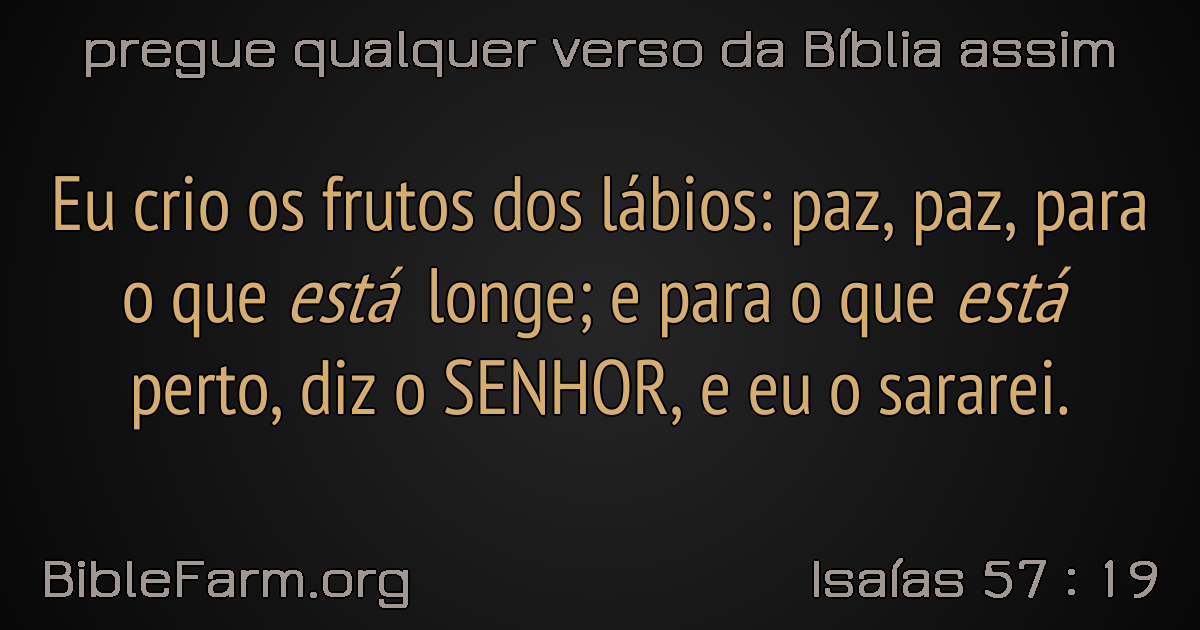 pregue qualquer verso da Bíblia assim
Eu crio os frutos dos lábios: paz, paz, para
o que está longe; e para o que está
perto, diz o SENHOR, e eu o sararei.
BibleFarm.org
Isaías 57 : 19